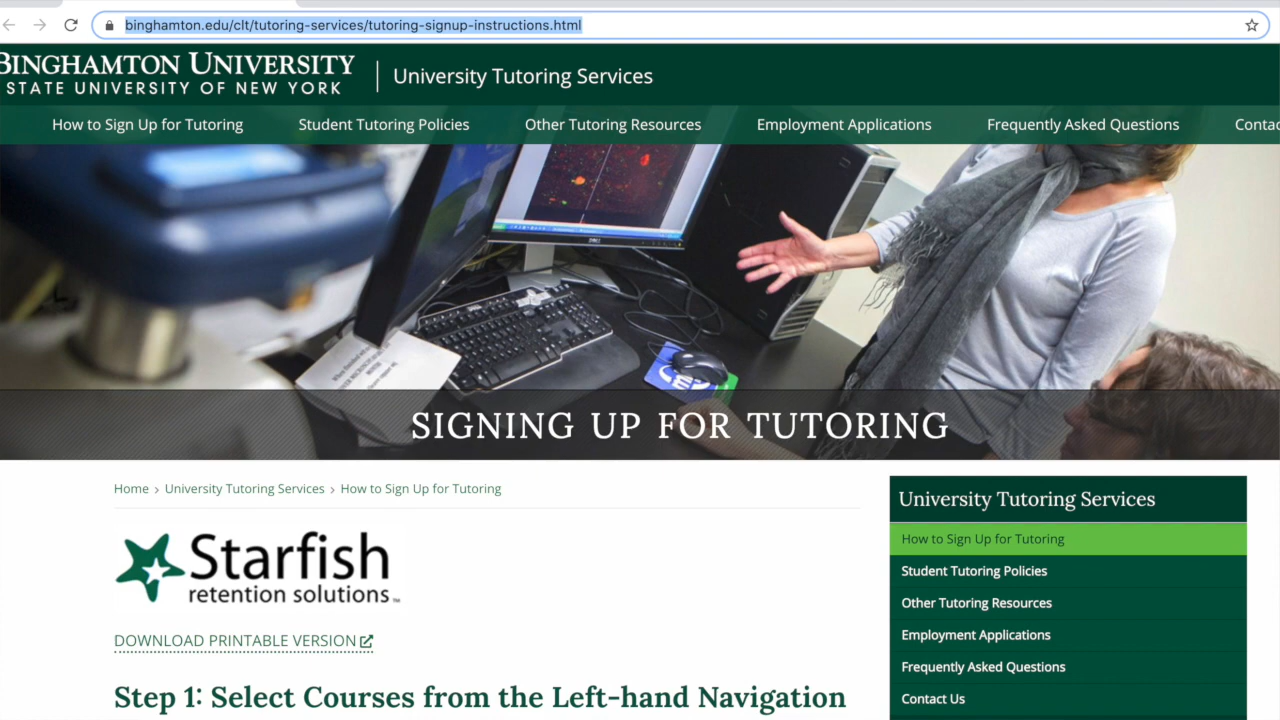 binghamton.edu/clt/tutoring-services/tutoring-signup-instructions.html
BINGHAMTON UNIVERSITY
STATE UNIVERSITY OF NEW YORK
University Tutoring Services
How to Sign Up for Tutoring Student Tutoring Policies Other Tutoring Resources Employment Applications Frequently Asked Questions Contac
DELL
SIGNING UP FOR TUTORING
Home > University Tutoring Services > How to Sign Up for Tutoring
Starfish
retention solutions™
DOWNLOAD PRINTABLE VERSION
Step 1: Select Courses from the Left-hand Navigation
University Tutoring Services
How to Sign Up for Tutoring
Student Tutoring Policies
Other Tutoring Resources
Employment Applications
Frequently Asked Questions
Contact Us